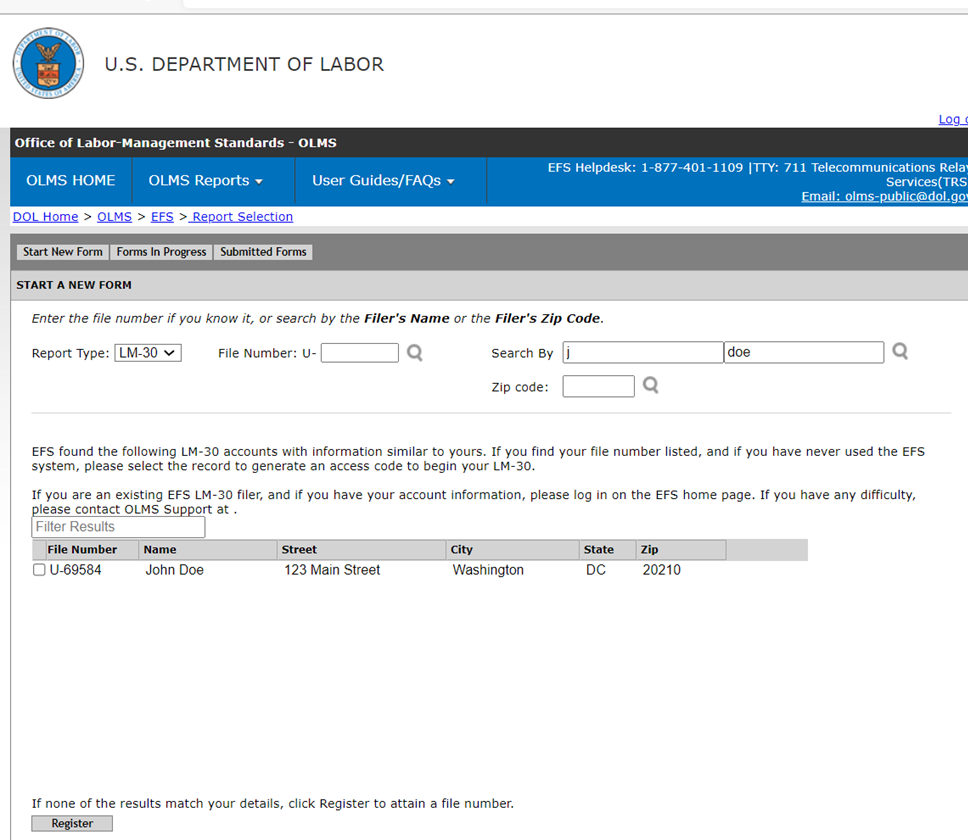 U.S. DEPARTMENT OF LABOR
Log
Office of Labor-Management Standards - OLMS
OLMS HOME
OLMS Reports
User Guides/FAQs
EFS Helpdesk: 1-877-401-1109 |TTY: 711 Telecommunications Relay
Services(TRS
Email: olms-public@dol.gov
DOL Home > OLMS > EFS > Report Selection
Start New Form
Forms In Progress
Submitted Forms
START A NEW FORM
Enter the file number if you know it, or search by the Filer's Name or the Filer's Zip Code.
Report Type: LM-30 File Number: U- Search By j doe
Zip code:
EFS found the following LM-30 accounts with information similar to yours. If you find your file number listed, and if you have never used the EFS
system, please select the record to generate an access code to begin your LM-30.
If you are an existing EFS LM-30 filer, and if you have your account information, please log in on the EFS home page. If you have any difficulty,
please contact OLMS Support at .
Filter Results
File Number Name Street City State Zip
U-69584 John Doe 123 Main Street Washington DC 20210
If none of the results match your details, click Register to attain a file number.
Register